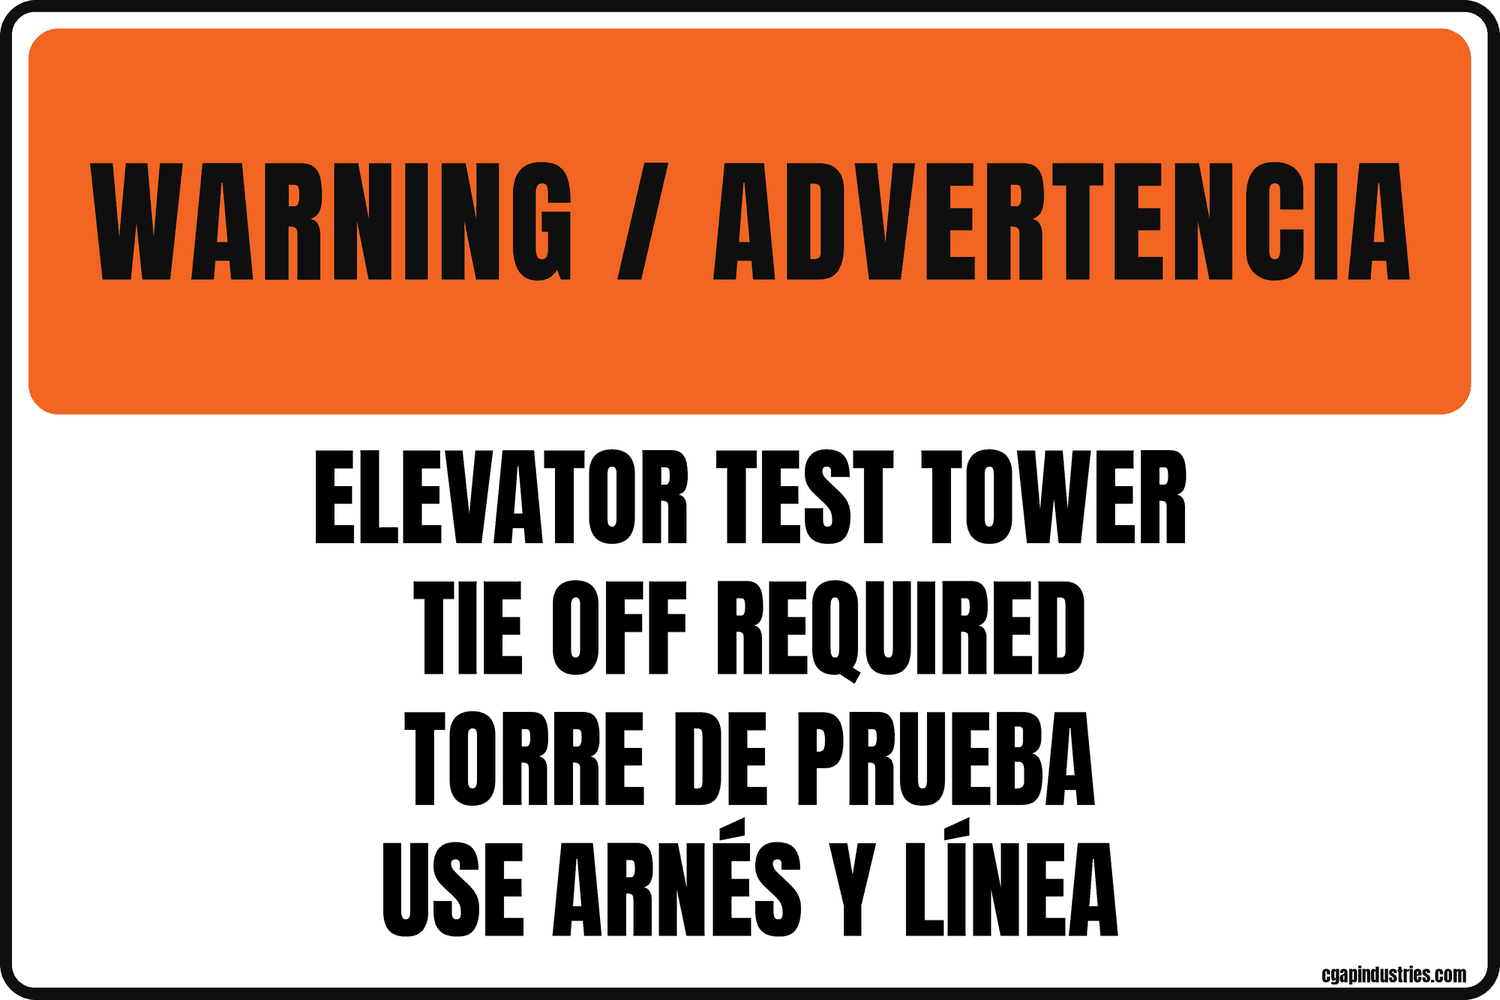 WARNING / ADVERTENCIA
ELEVATOR TEST TOWER
TIE OFF REQUIRED
TORRE DE PRUEBA
USE ARNÉS Y LÍNEA
cgapindustries.com